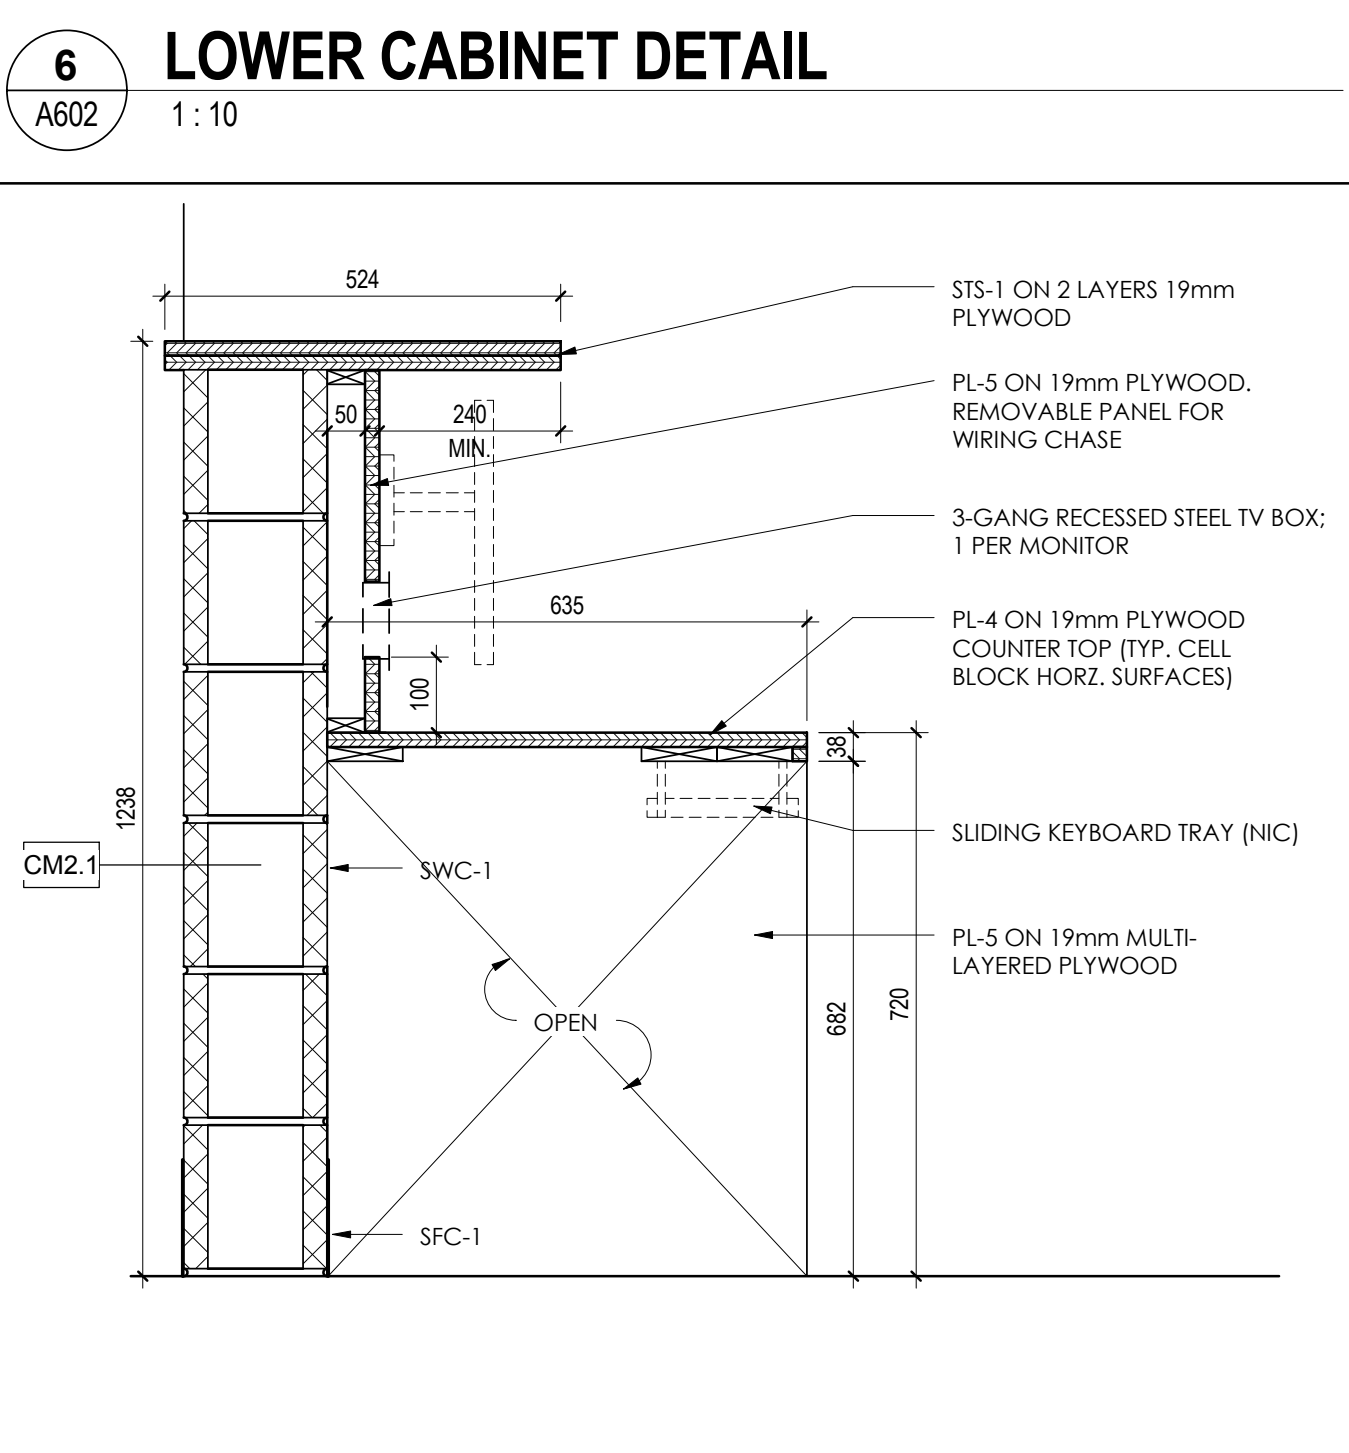 6
A602
LOWER CABINET DETAIL
1 : 10
524
STS-1 ON 2 LAYERS 19mm
PLYWOOD
50
240
MIN.
PL-5 ON 19mm PLYWOOD.
REMOVABLE PANEL FOR
WIRING CHASE
3-GANG RECESSED STEEL TV BOX;
1 PER MONITOR
635
PL-4 ON 19mm PLYWOOD
COUNTER TOP (TYP. CELL
BLOCK HORZ. SURFACES)
100
38
1238
SLIDING KEYBOARD TRAY (NIC)
CM2.1
SWC-1
PL-5 ON 19mm MULTI-
LAYERED PLYWOOD
OPEN
682
720
SFC-1